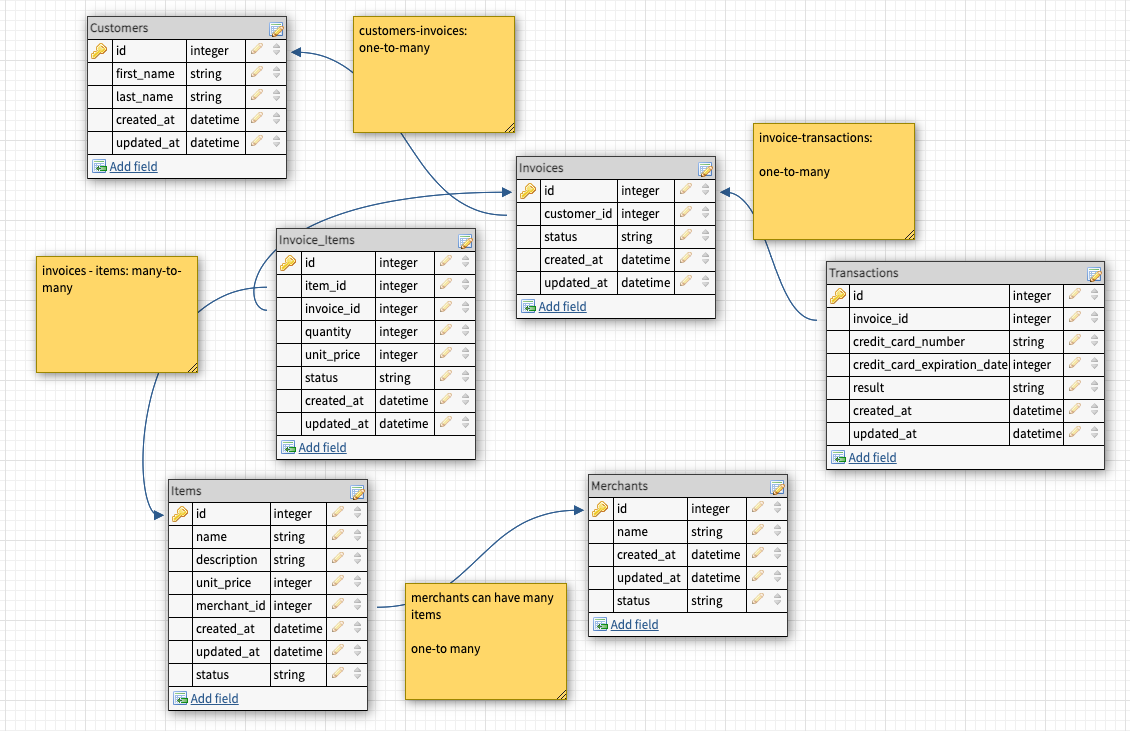 Customers
id integer
first_name string
last_name string
created_at datetime
updated_at datetime
Add field
customers-invoices:
one-to-many
invoice-transactions:
one-to-many
Invoices
id integer
customer_id integer
status string
created_at datetime
updated_at datetime
Add field
Invoice_Items
id integer
item_id integer
invoice_id integer
quantity integer
unit_price integer
status string
created_at datetime
updated_at datetime
Add field
invoices - items: many-to-
many
Transactions
id integer
invoice_id integer
credit_card_number string
credit_card_expiration_date integer
result string
created_at datetime
updated_at datetime
Add field
Items
id integer
name string
description string
unit_price integer
merchant_id integer
created_at datetime
updated_at datetime
status string
Add field
Merchants
id integer
name string
created_at datetime
updated_at datetime
status string
Add field
merchants can have many
items
one-to many